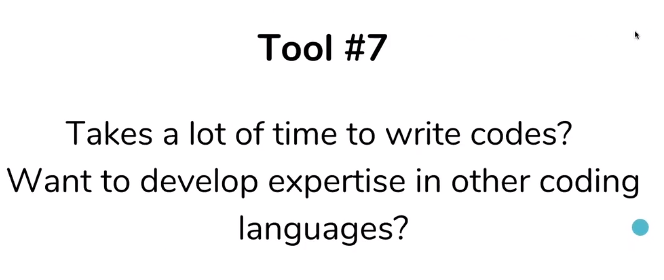 Tool #7
Takes a lot of time to write codes?
Want to develop expertise in other coding
languages?